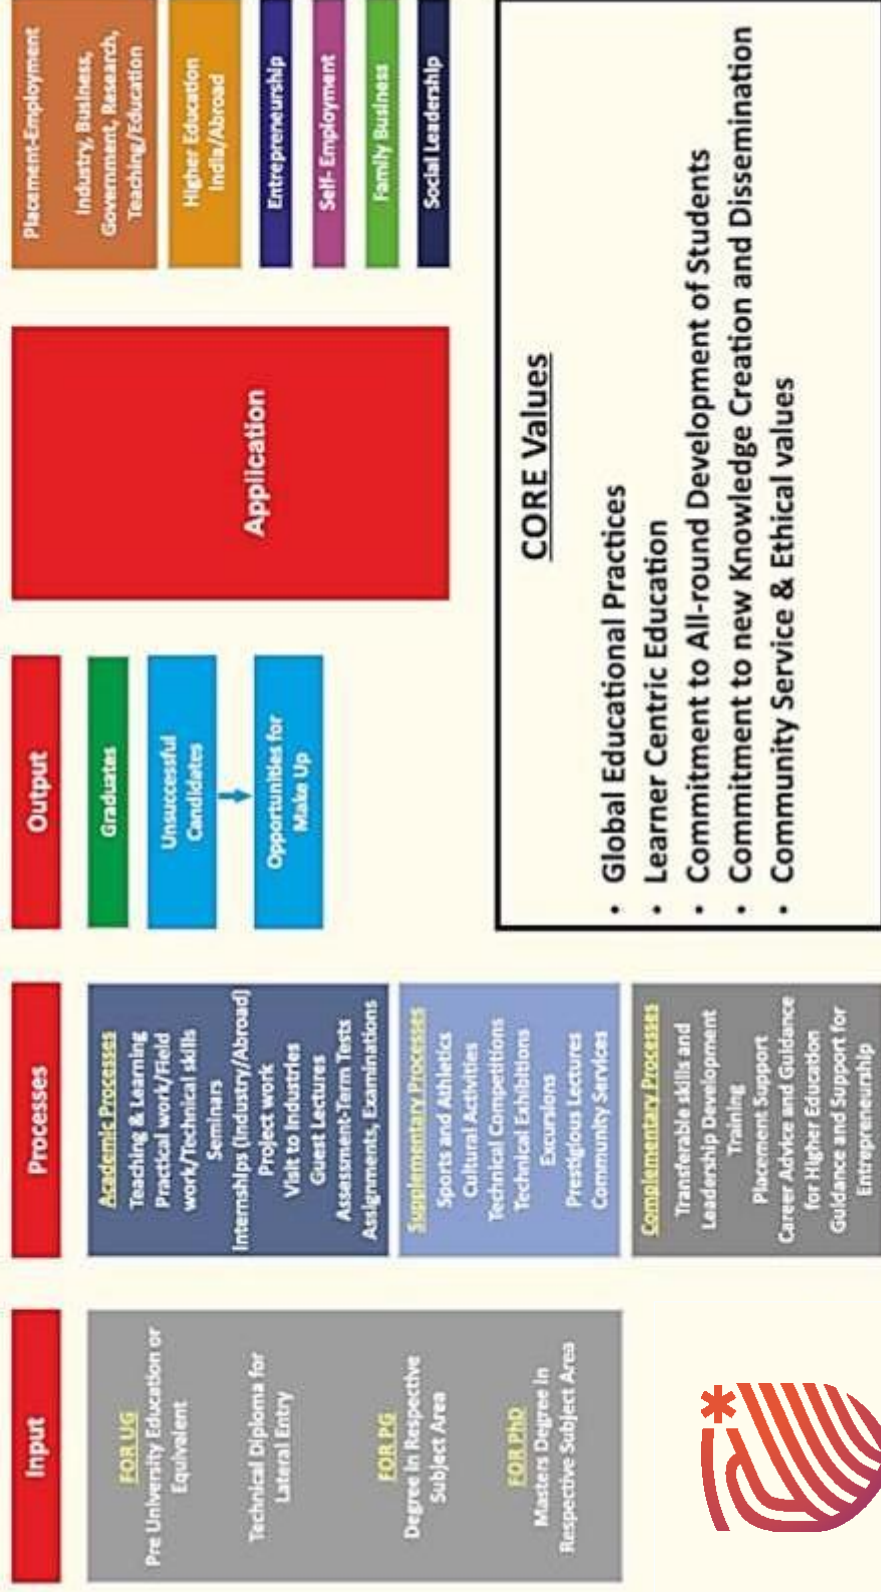 Input
FOR UG
Pre University Education or
Equivalent
Technical Diploma for
Lateral Entry
FOR PG
Degree in Respective
Subject Area
FOR PhD
Masters Degree in
Respective Subject Area
Processes
Academic Processes
Teaching & Learning
Practical work/Field
work/Technical skills
Seminars
Internships (Industry/Abroad)
Project work
Visit to Industries
Guest Lectures
Assessment-Term Tests
Assignments, Examinations
Supplementary Processes
Sports and Athletics
Cultural Activities
Technical Competitions
Technical Exhibitions
Excursions
Prestigious Lectures
Community Services
Complementary Processes
Transferable skills and
Leadership Development
Training
Placement Support
Career Advice and Guidance
for Higher Education
Guidance and Support for
Entrepreneurship
Output
Graduates
Unsuccessful
Candidates
Opportunities for
Make Up
Application
Placement-Employment
Industry, Business,
Government, Research,
Teaching/Education
Higher Education
India/Abroad
Entrepreneurship
Self- Employment
Family Business
Social Leadership
CORE Values
• Global Educational Practices
• Learner Centric Education
• Commitment to All-round Development of Students
• Commitment to new Knowledge Creation and Dissemination
• Community Service & Ethical values